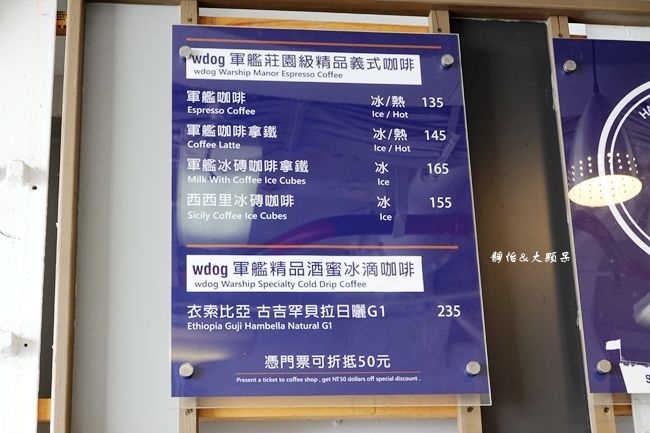 wdog 軍艦莊園級精品義式咖啡
wdog Warship Manor Espresso Coffee
軍艦咖啡 冰/熱 135
Espresso Coffee Ice / Hot
軍艦咖啡拿鐵 冰/熱 145
Coffee Latte Ice / Hot
軍艦冰磚咖啡拿鐵 冰 165
Milk With Coffee Ice Cubes Ice
西西里冰磚咖啡 冰 155
Sicily Coffee Ice Cubes Ice
wdog 軍艦精品酒蜜冰滴咖啡
wdog Warship Specialty Cold Drip Coffee
衣索比亞 古吉罕貝拉日曬G1 235
Ethiopia Guji Hambella Natural G1
憑門票可折抵50元
Present a ticket to coffee shop , get NT50 dollars off special discount .
靜怡&大顆呆